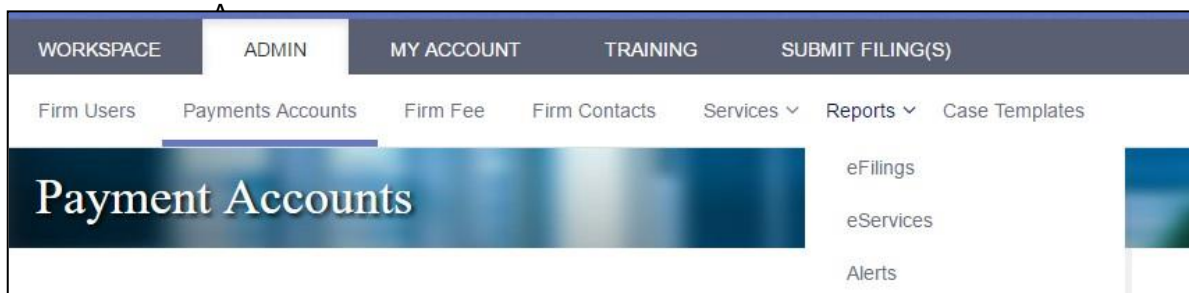 WORKSPACE ADMIN MY ACCOUNT TRAINING SUBMIT FILING(S)
Firm Users Payments Accounts Firm Fee Firm Contacts Services Reports Case Templates
Payment Accounts
eFilings
eServices
Alerts